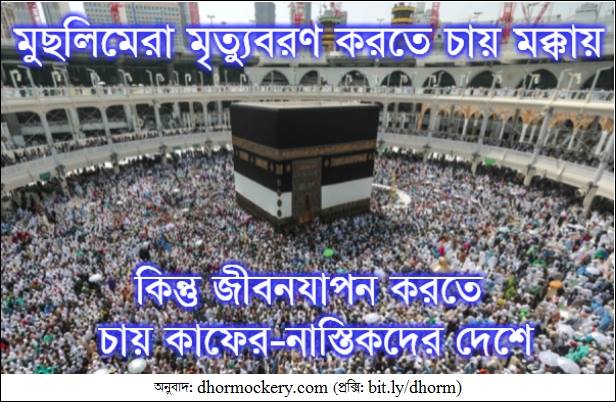 মুছলিমেরা মৃত্যুবরণ করতে চায় মক্কায়
কিন্তু জীবনযাপন করতে
চায় কাফের-নাস্তিকদের দেশে
অনুবাদ: dhormockery.com (প্রক্সি: bit.ly/dhorm)